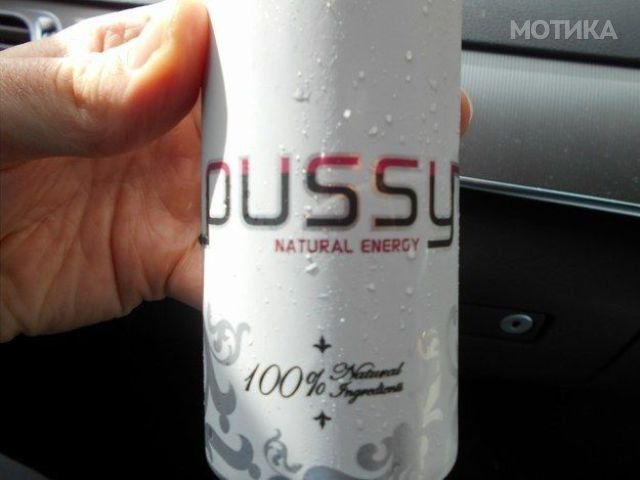 МОТИКА
pussy
NATURAL ENERGY
100% Natural
Ingredients